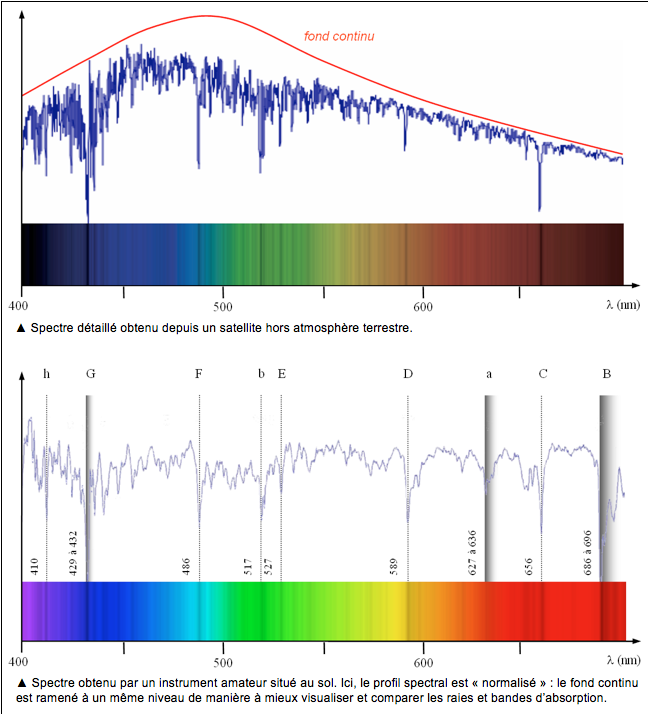 fond continu
400 500 600 λ (nm)
▲ Spectre détaillé obtenu depuis un satellite hors atmosphère terrestre.
h G F b E D a C B
410 429 à 432 486 517 527 589 627 à 636 656 686 à 696
400 500 600 λ (nm)
▲ Spectre obtenu par un instrument amateur situé au sol. Ici, le profil spectral est « normalisé » : le fond continu
est ramené à un même niveau de manière à mieux visualiser et comparer les raies et bandes d’absorption.